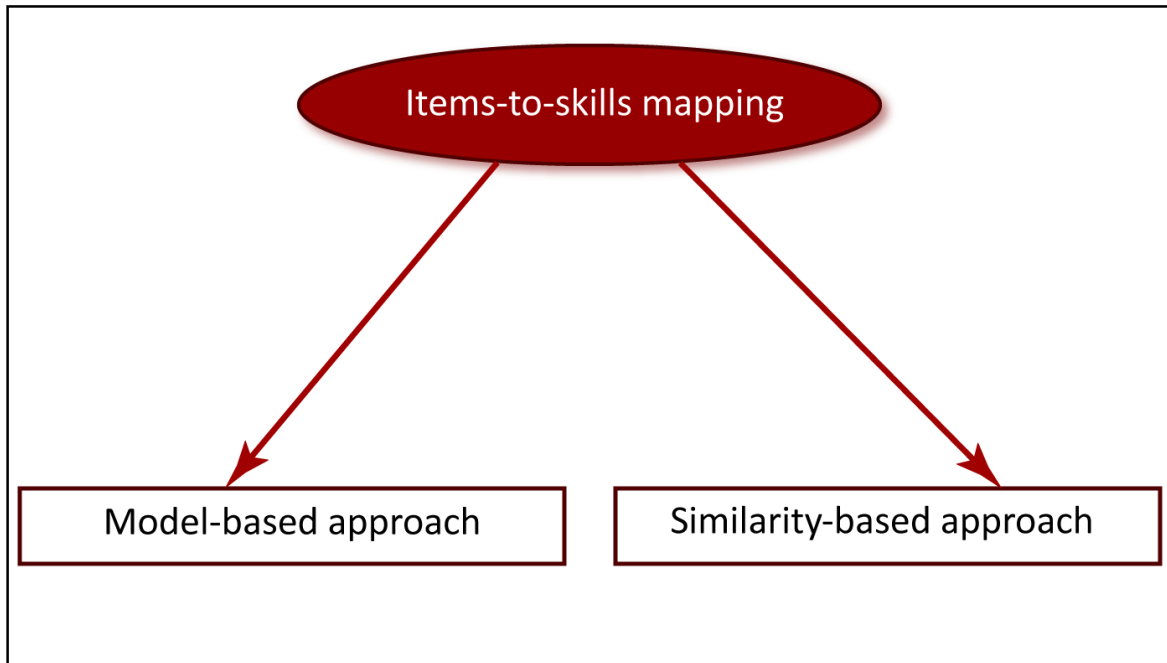 Items-to-skills mapping
Model-based approach
Similarity-based approach